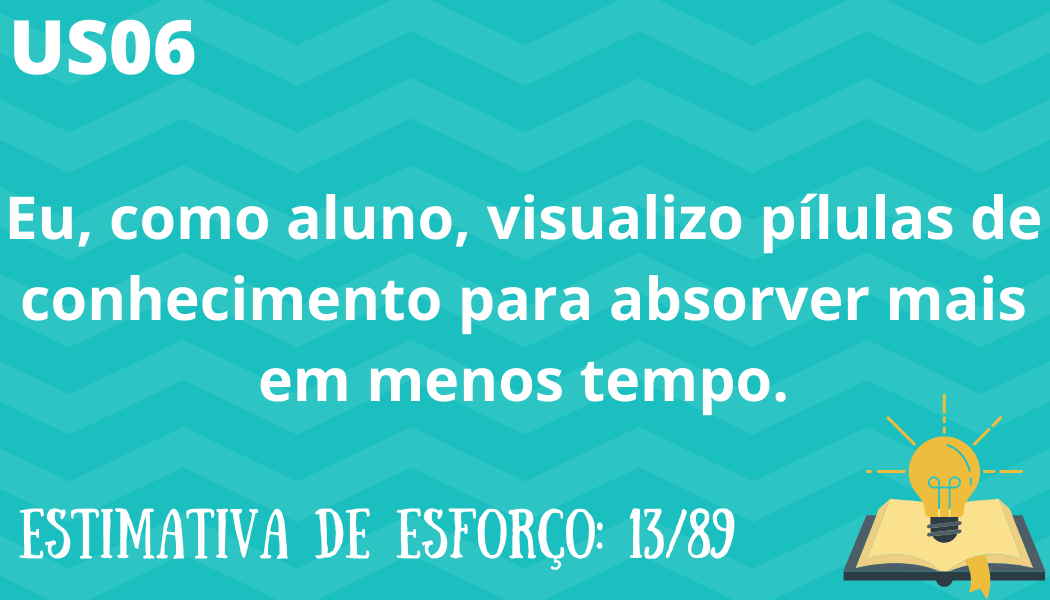 US06
Eu, como aluno, visualizo pílulas de
conhecimento para absorver mais
em menos tempo.
ESTIMATIVA DE ESFORÇO: 13/89